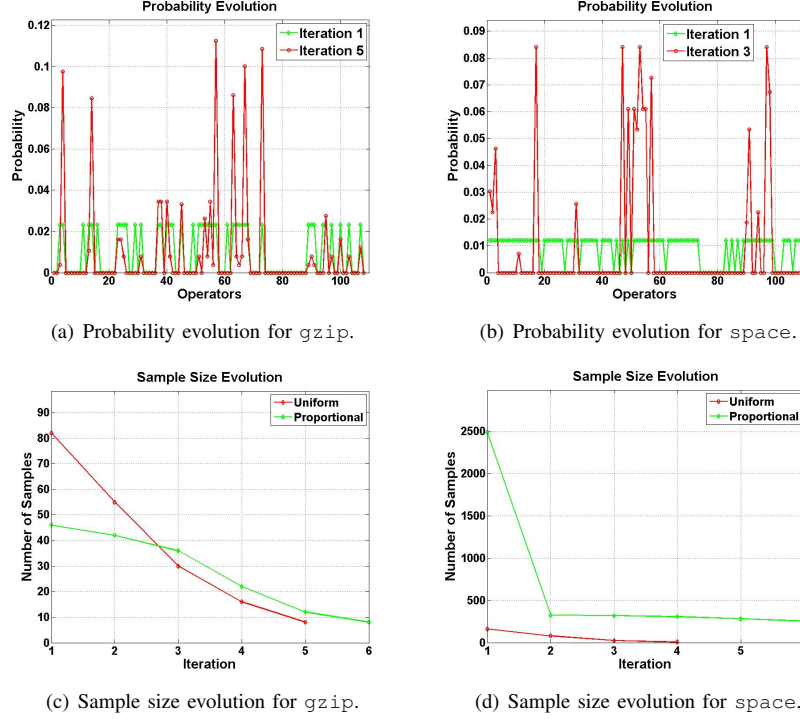 Probability Evolution
0.12
0.1
0.08
0.06
0.04
0.02
0
Probability
Iteration 1
Iteration 5
0 20 40 60 80 100
Operators
(a) Probability evolution for gzip.
Probability Evolution
0.09
0.08
0.07
0.06
0.05
0.04
0.03
0.02
0.01
0
Probability
Iteration 1
Iteration 3
0 20 40 60 80 100
Operators
(b) Probability evolution for space.
Sample Size Evolution
90
80
70
60
50
40
30
20
10
0
Number of Samples
Uniform
Proportional
1 2 3 4 5 6
Iteration
(c) Sample size evolution for gzip.
Sample Size Evolution
2500
2000
1500
1000
500
0
Number of Samples
Uniform
Proportional
1 2 3 4 5
Iteration
(d) Sample size evolution for space.